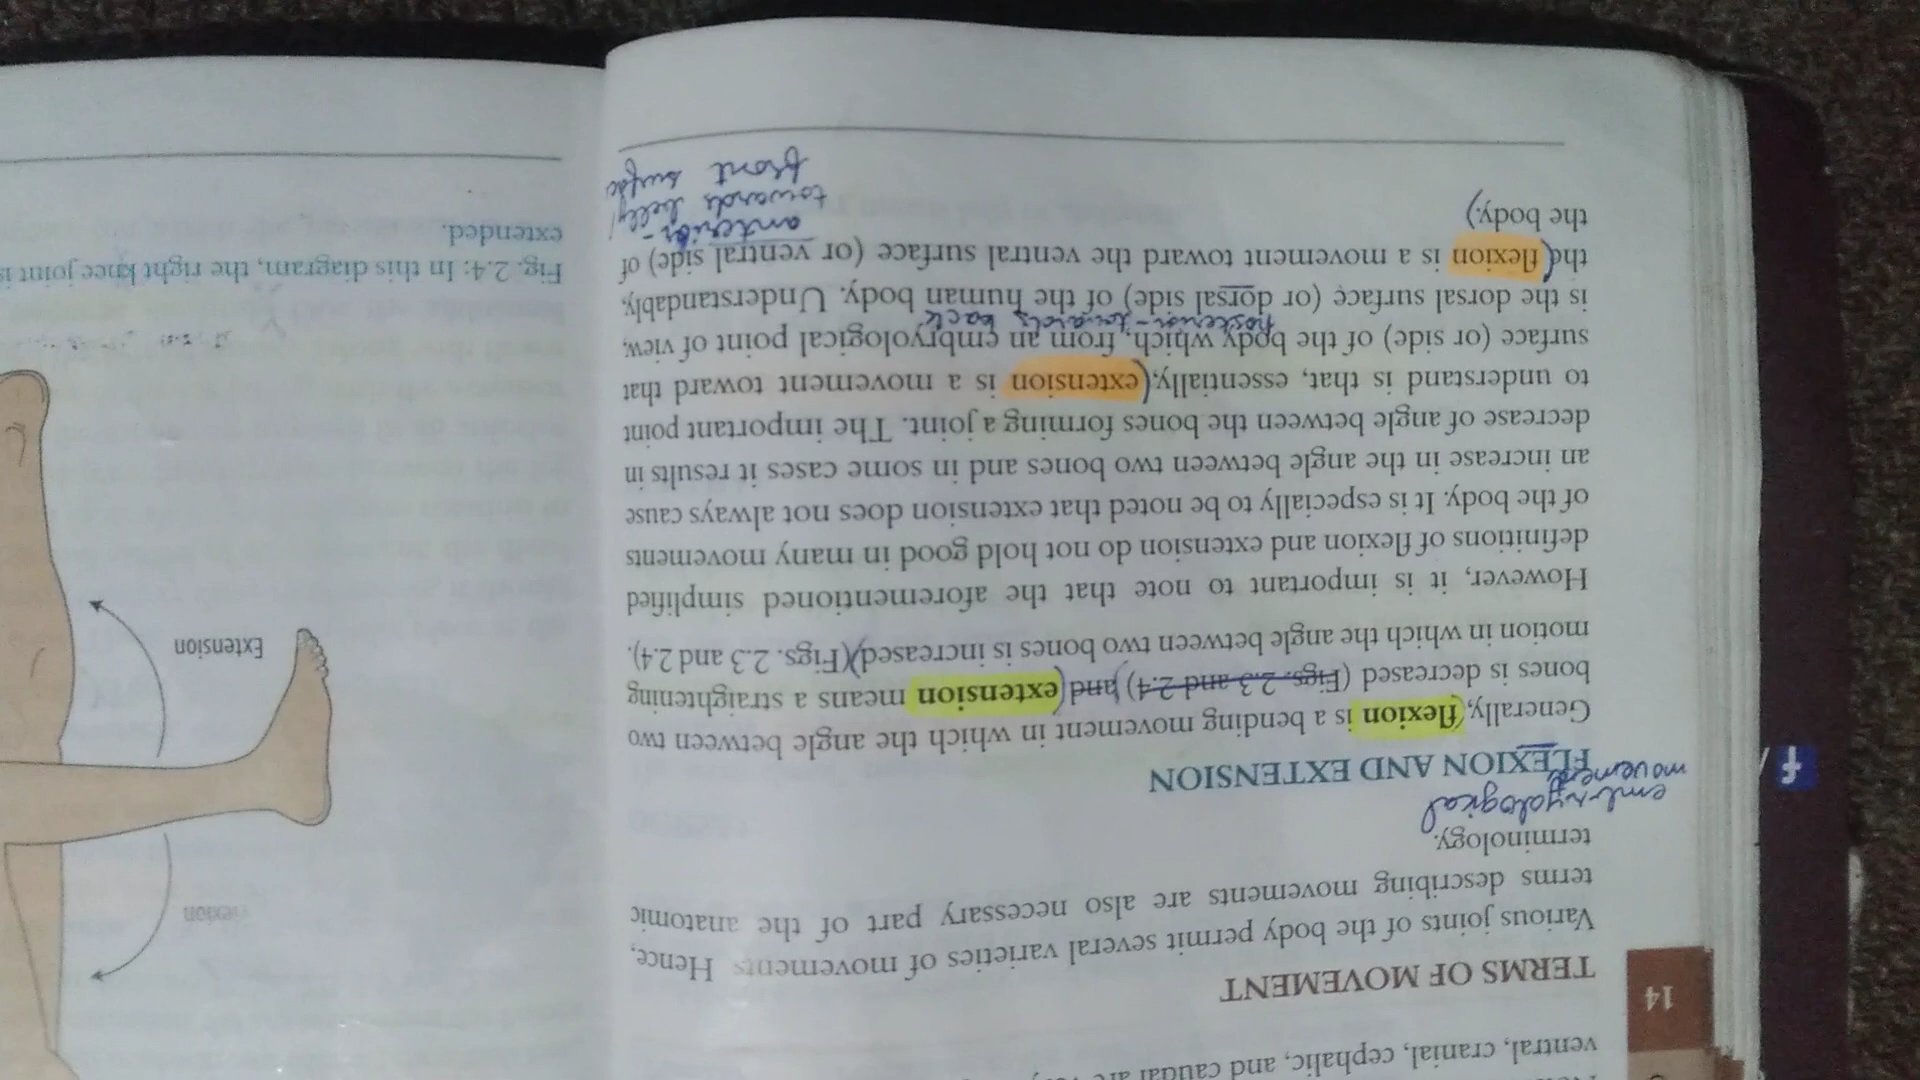 ventral, cranial, cephalic, and caudal are
14
TERMS OF MOVEMENT
Various joints of the body permit several varieties of movements. Hence,
terms describing movements are also necessary part of the anatomic
terminology.
embryological
movement
FLEXION AND EXTENSION
Generally, flexion is a bending movement in which the angle between two
bones is decreased (Figs. 2.3 and 2.4) and extension means a straightening
motion in which the angle between two bones is increased (Figs. 2.3 and 2.4).
However, it is important to note that the aforementioned simplified
definitions of flexion and extension do not hold good in many movements
of the body. It is especially to be noted that extension does not always cause
an increase in the angle between two bones and in some cases it results in
decrease of angle between the bones forming a joint. The important point
to understand is that, essentially, extension is a movement toward that
surface (or side) of the body which, from an embryological point of view,
posterior - towards back
is the dorsal surface (or dorsal side) of the human body. Understandably,
the flexion is a movement toward the ventral surface (or ventral side) of
the body.
anterior -
towards belly/
front surface
Flexion
Extension
Fig. 2.4: In this diagram, the right knee joint is
extended.
f